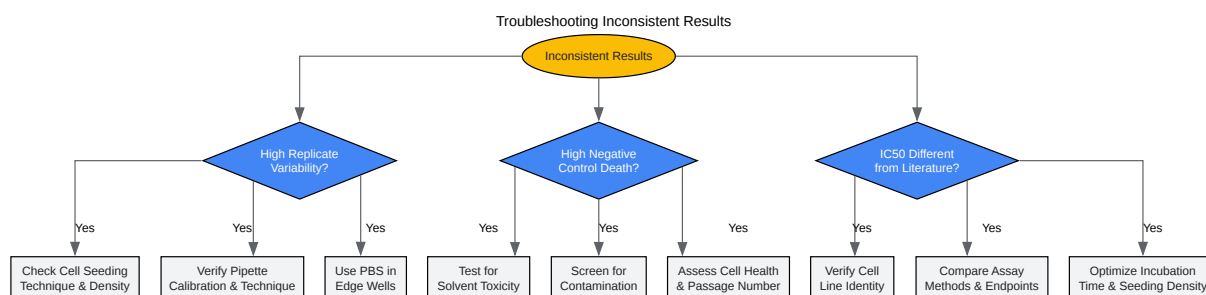 Troubleshooting Inconsistent Results
Inconsistent Results
High Replicate
Variability?
High Negative
Control Death?
IC50 Different
from Literature?
Yes
Yes
Yes
Yes
Yes
Yes
Yes
Yes
Yes
Check Cell Seeding
Technique & Density
Verify Pipette
Calibration & Technique
Use PBS in
Edge Wells
Test for
Solvent Toxicity
Screen for
Contamination
Assess Cell Health
& Passage Number
Verify Cell
Line Identity
Compare Assay
Methods & Endpoints
Optimize Incubation
Time & Seeding Density